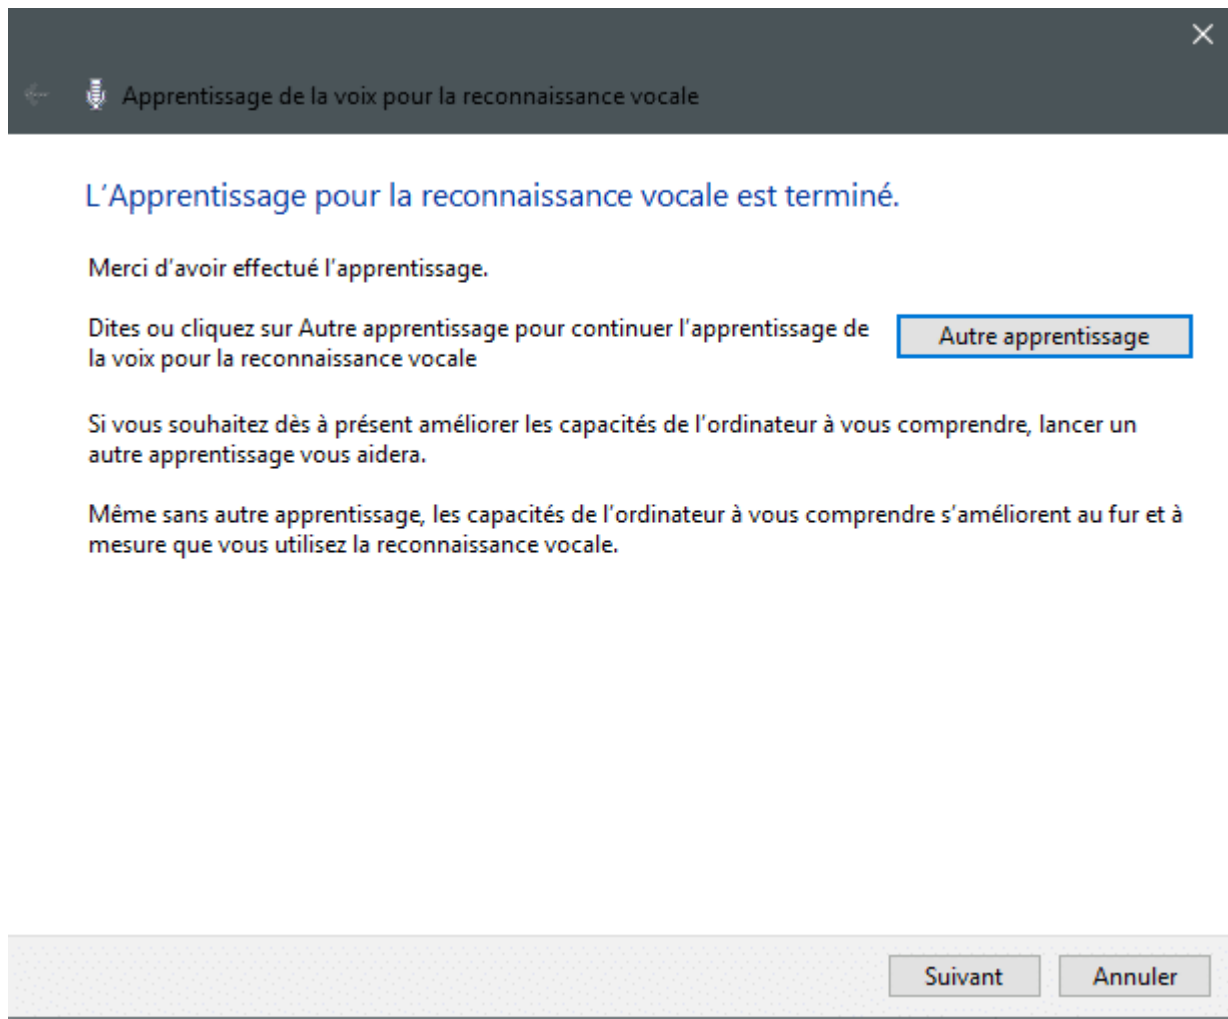 Apprentissage de la voix pour la reconnaissance vocale
L'Apprentissage pour la reconnaissance vocale est terminé.
Merci d'avoir effectué l'apprentissage.
Dites ou cliquez sur Autre apprentissage pour continuer l'apprentissage de
la voix pour la reconnaissance vocale
Autre apprentissage
Si vous souhaitez dès à présent améliorer les capacités de l'ordinateur à vous comprendre, lancer un
autre apprentissage vous aidera.
Même sans autre apprentissage, les capacités de l'ordinateur à vous comprendre s'améliorent au fur et à
mesure que vous utilisez la reconnaissance vocale.
Suivant
Annuler